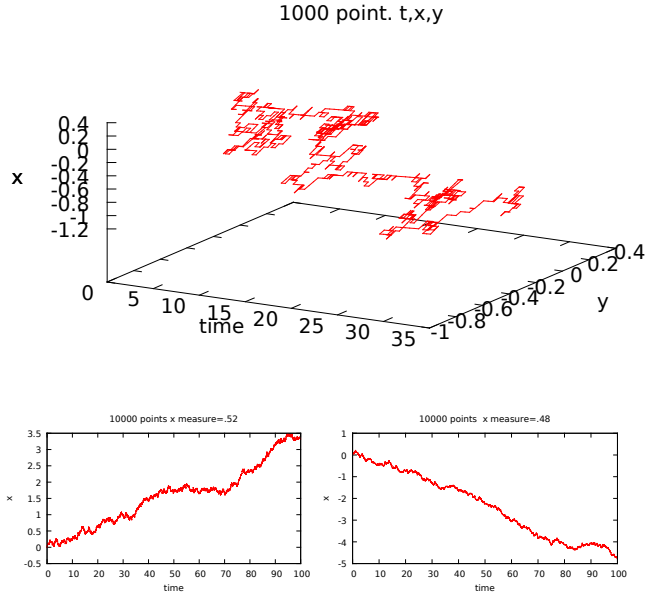 1000 point. t,x,y
0.4
0.2
0
-0.2
-0.4
-0.6
-0.8
-1
-1.2
x
0 5 10 15 20 25 30 35
time
-1 -0.8 -0.6 -0.4 -0.2 0 0.2 0.4
y
10000 points x measure=.52
3.5
3
2.5
2
1.5
1
0.5
0
-0.5
x
0 10 20 30 40 50 60 70 80 90 100
time
10000 points x measure=.48
1
0
-1
-2
-3
-4
-5
x
0 10 20 30 40 50 60 70 80 90 100
time